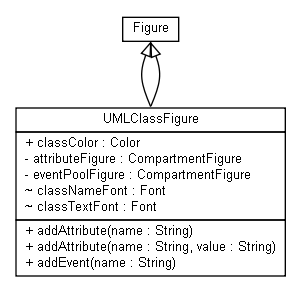 Figure
UMLClassFigure
+ classColor : Color
- attributeFigure : CompartmentFigure
- eventPoolFigure : CompartmentFigure
~ classNameFont : Font
~ classTextFont : Font
+ addAttribute(name : String)
+ addAttribute(name : String, value : String)
+ addEvent(name : String)